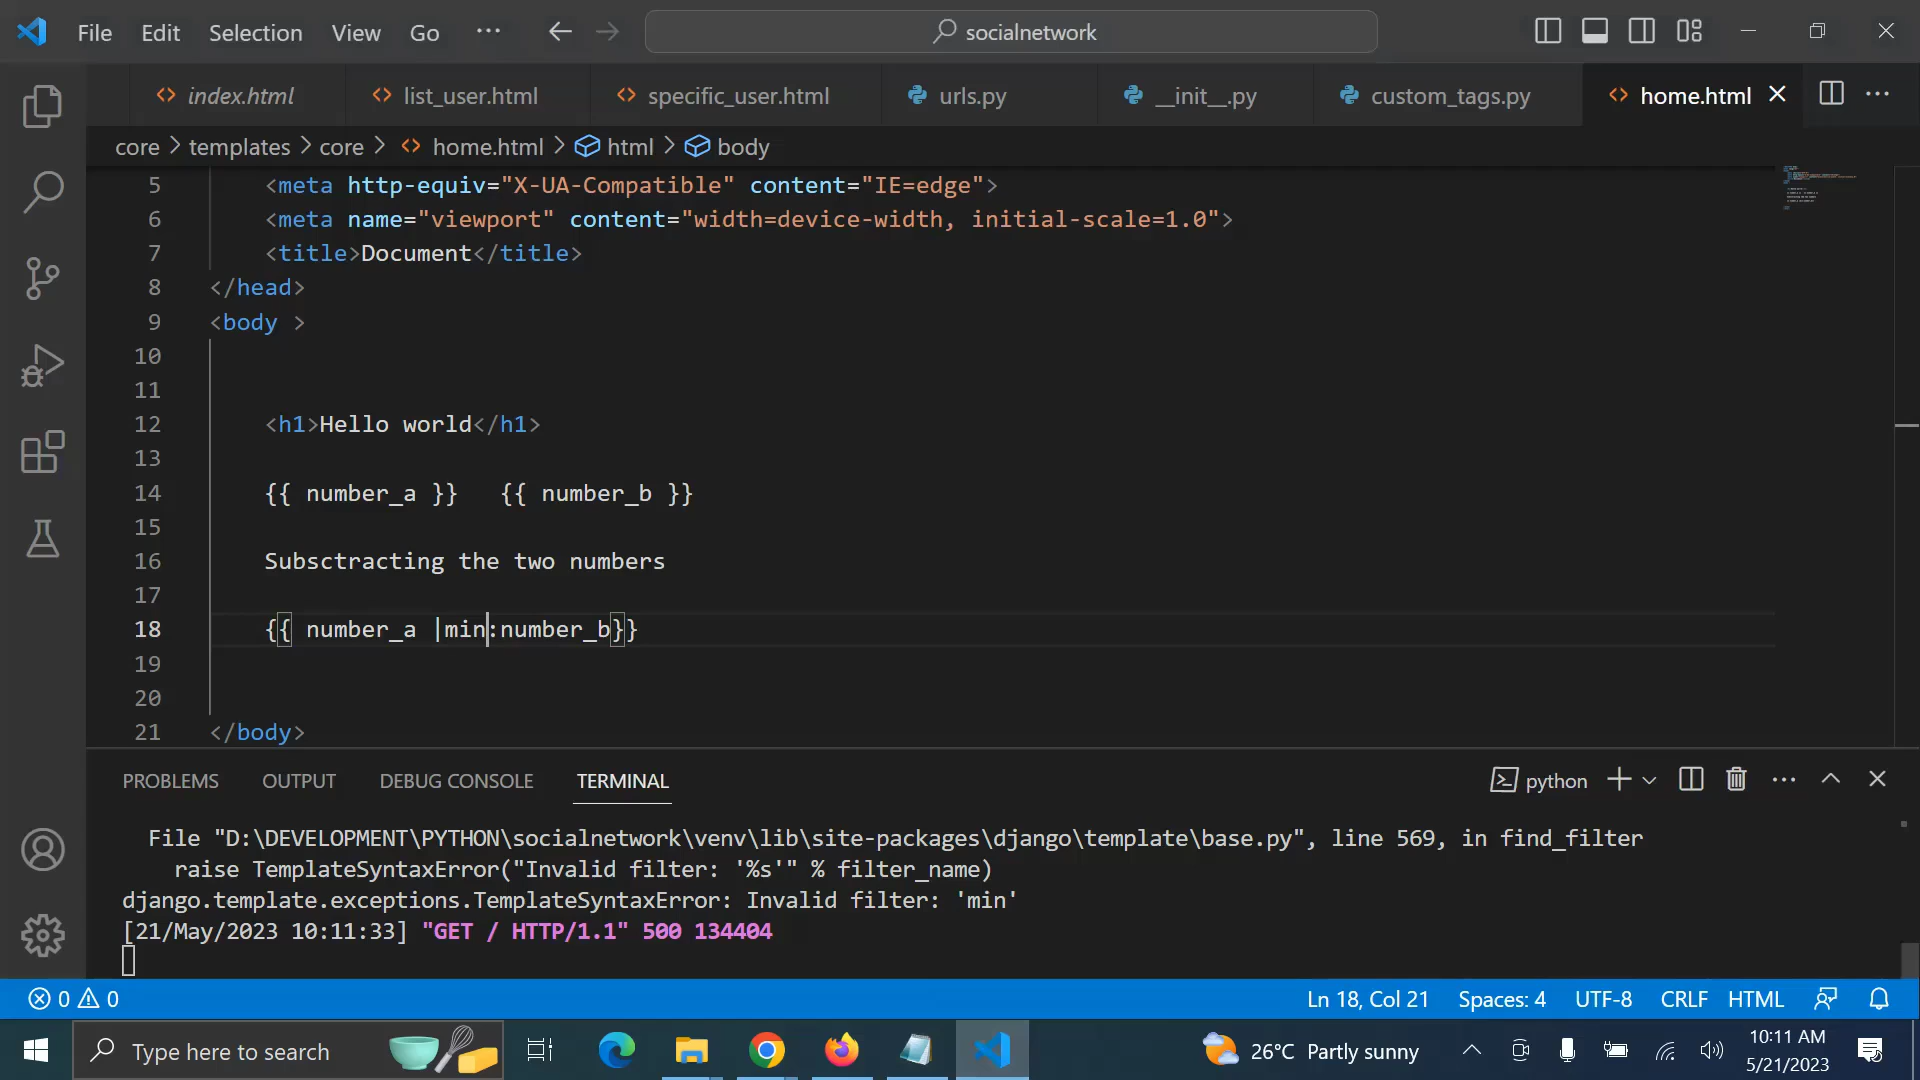 File Edit Selection View Go ··· socialnetwork
index.html list_user.html specific_user.html urls.py __init__.py custom_tags.py home.html
core > templates > core > home.html > html > body
5 <meta http-equiv="X-UA-Compatible" content="IE=edge">
6 <meta name="viewport" content="width=device-width, initial-scale=1.0">
7 <title>Document</title>
8 </head>
9 <body >
10
11
12 <h1>Hello world</h1>
13
14 {{ number_a }} {{ number_b }}
15
16 Subsctracting the two numbers
17
18 {{ number_a |min:number_b}}
19
20
21 </body>
PROBLEMS OUTPUT DEBUG CONSOLE TERMINAL python
File "D:\DEVELOPMENT\PYTHON\socialnetwork\venv\lib\site-packages\django\template\base.py", line 569, in find_filter
raise TemplateSyntaxError("Invalid filter: '%s'" % filter_name)
django.template.exceptions.TemplateSyntaxError: Invalid filter: 'min'
[21/May/2023 10:11:33] "GET / HTTP/1.1" 500 134404
0 0 Ln 18, Col 21 Spaces: 4 UTF-8 CRLF HTML
Type here to search 26°C Partly sunny 10:11 AM
5/21/2023